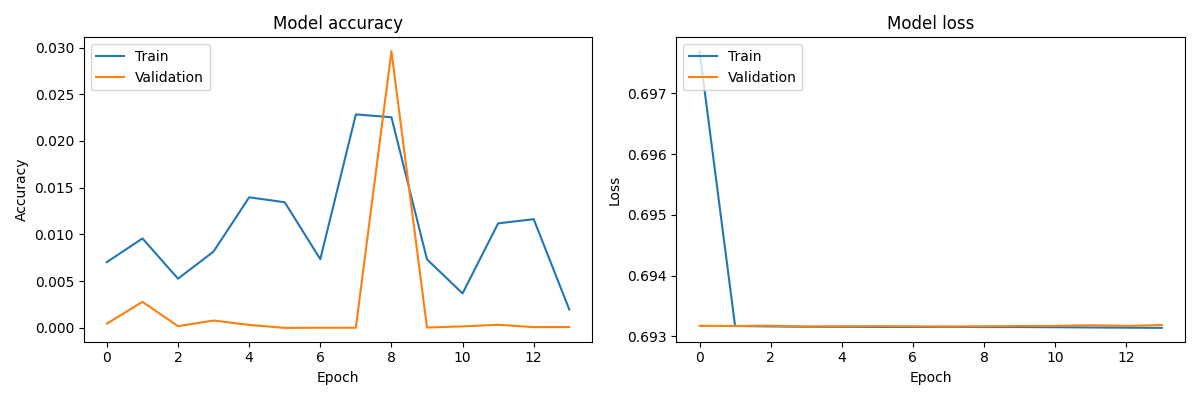 Model accuracy
Train
Validation
0.030
0.025
0.020
0.015
0.010
0.005
0.000
Accuracy
0 2 4 6 8 10 12
Epoch
Model loss
Train
Validation
0.697
0.696
0.695
0.694
0.693
Loss
0 2 4 6 8 10 12
Epoch